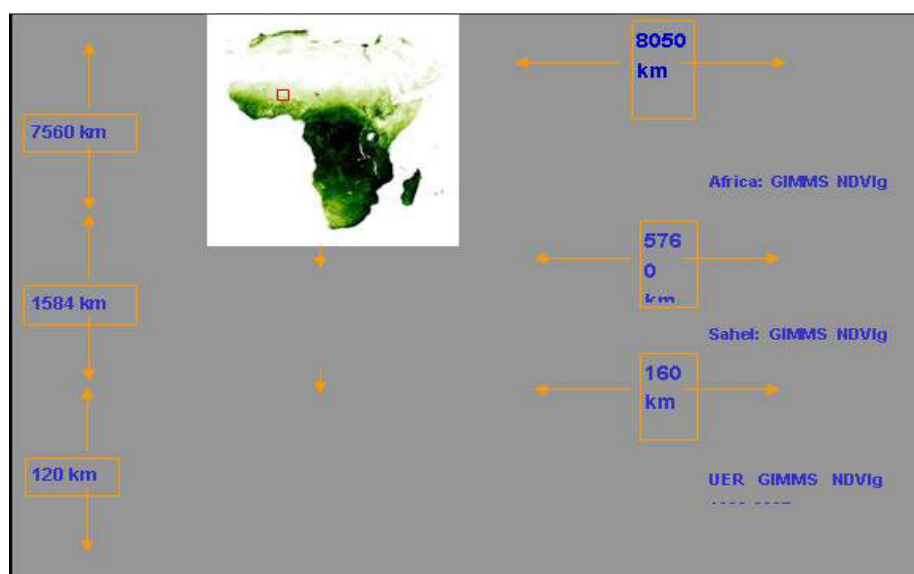 8050
km
7560 km
Africa: GIMMS NDVIg
576
0
km
1584 km
Sahel: GIMMS NDVIg
160
km
120 km
UER GIMMS NDVIg